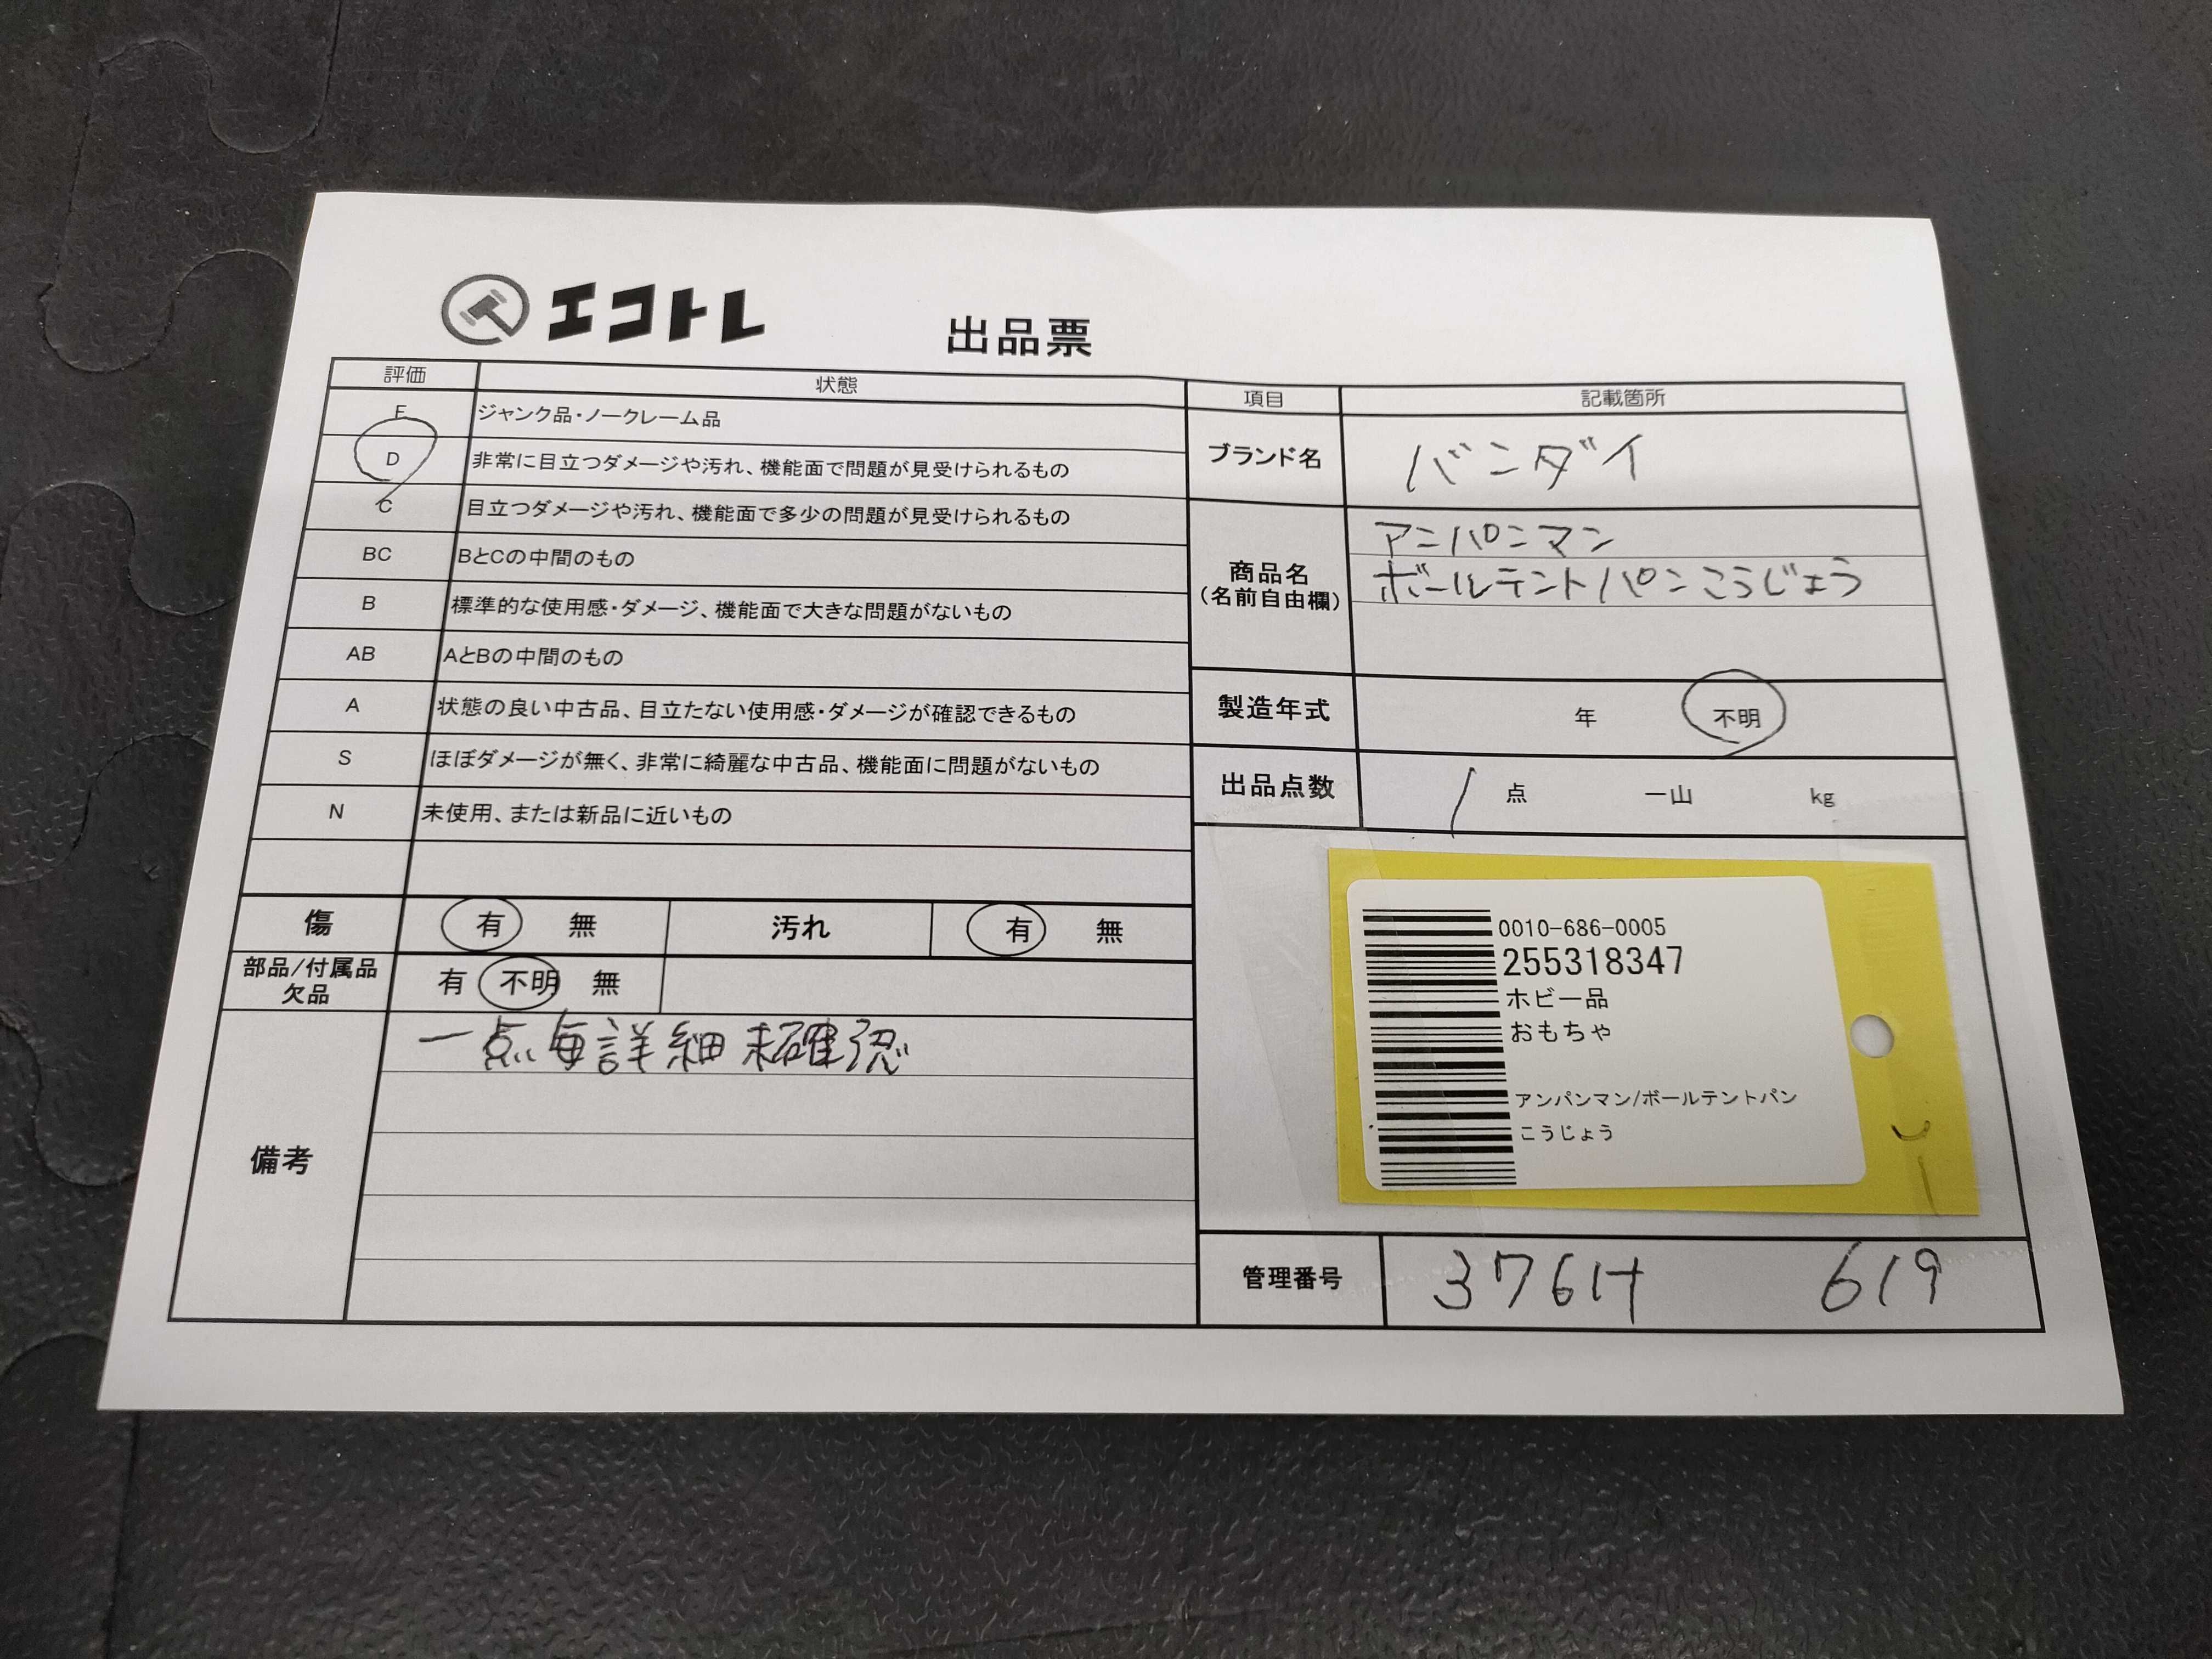 エコトレ
出品票
評価 状態
E ジャンク品・ノークレーム品
D 非常に目立つダメージや汚れ、機能面で問題が見受けられるもの
C 目立つダメージや汚れ、機能面で多少の問題が見受けられるもの
BC BとCの中間のもの
B 標準的な使用感・ダメージ、機能面で大きな問題がないもの
AB AとBの中間のもの
A 状態の良い中古品、目立たない使用感・ダメージが確認できるもの
S ほぼダメージが無く、非常に綺麗な中古品、機能面に問題がないもの
N 未使用、または新品に近いもの
傷 有 無 汚れ 有 無
部品/付属品
欠品
有 不明 無
備考
一点毎詳細未確認
項目 記載箇所
ブランド名 バンダイ
商品名
(名前自由欄)
アンパンマン
ボールテントパンこうじょう
製造年式 年 不明
出品点数 1 点 一山 kg
0010-686-0005
255318347
ホビー品
おもちゃ
アンパンマン/ボールテントパン
こうじょう
管理番号 376H 619